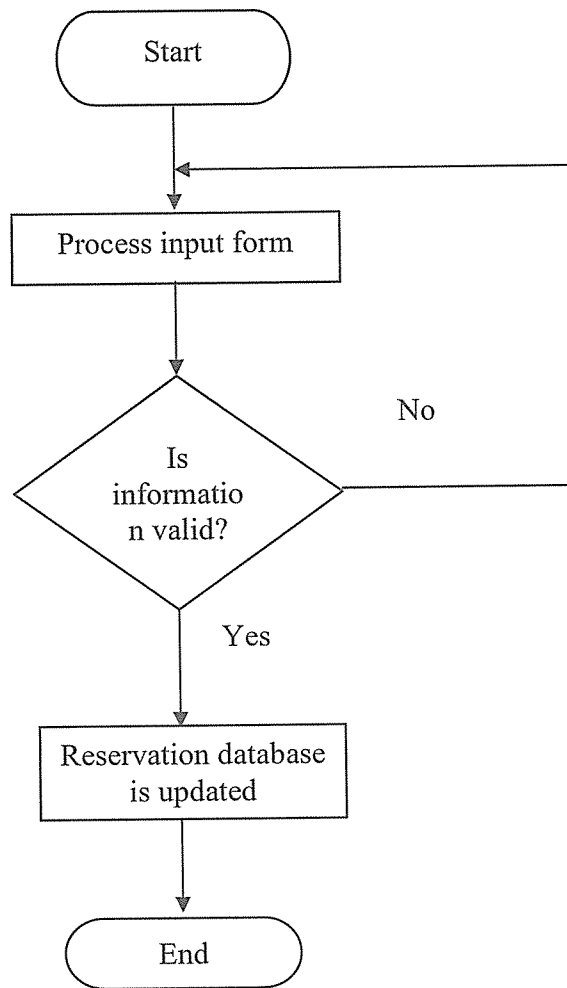 Start
Process input form
No
Is
informatio
n valid?
Yes
Reservation database
is updated
End